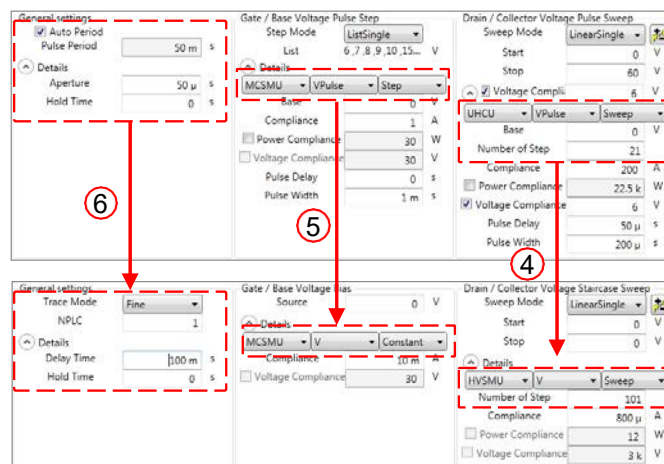 General settings
Auto Period
Pulse Period 50 m s
Details
Aperture 50 µ s
Hold Time 0 s
Gate / Base Voltage Pulse Step
Step Mode ListSingle
List 6 ,7 ,8 ,9 ,10 ,15... V
Details
MCSMU VPulse Step
Base 0 V
Compliance 1 A
Power Compliance 30 W
Voltage Compliance 30 V
Pulse Delay 0 s
Pulse Width 1 m s
Drain / Collector Voltage Pulse Sweep
Sweep Mode LinearSingle
Start 0 V
Stop 60 V
Voltage Compli 6 V
UHCU VPulse Sweep
Base 0 V
Number of Step 21
Compliance 200 A
Power Compliance 22.5 k W
Voltage Compliance 6 V
Pulse Delay 50 µ s
Pulse Width 200 µ s
6
5
4
General settings
Trace Mode Fine
NPLC 1
Details
Delay Time 100 m s
Hold Time 0 s
Gate / Base Voltage Bias
Source 0 V
Details
MCSMU V Constant
Compliance 10 m A
Voltage Compliance 30 V
Drain / Collector Voltage Staircase Sweep
Sweep Mode LinearSingle
Start 0 V
Stop 0 V
Details
HVSMU V Sweep
Number of Step 101
Compliance 800 µ A
Power Compliance 12 W
Voltage Compliance 3 k V